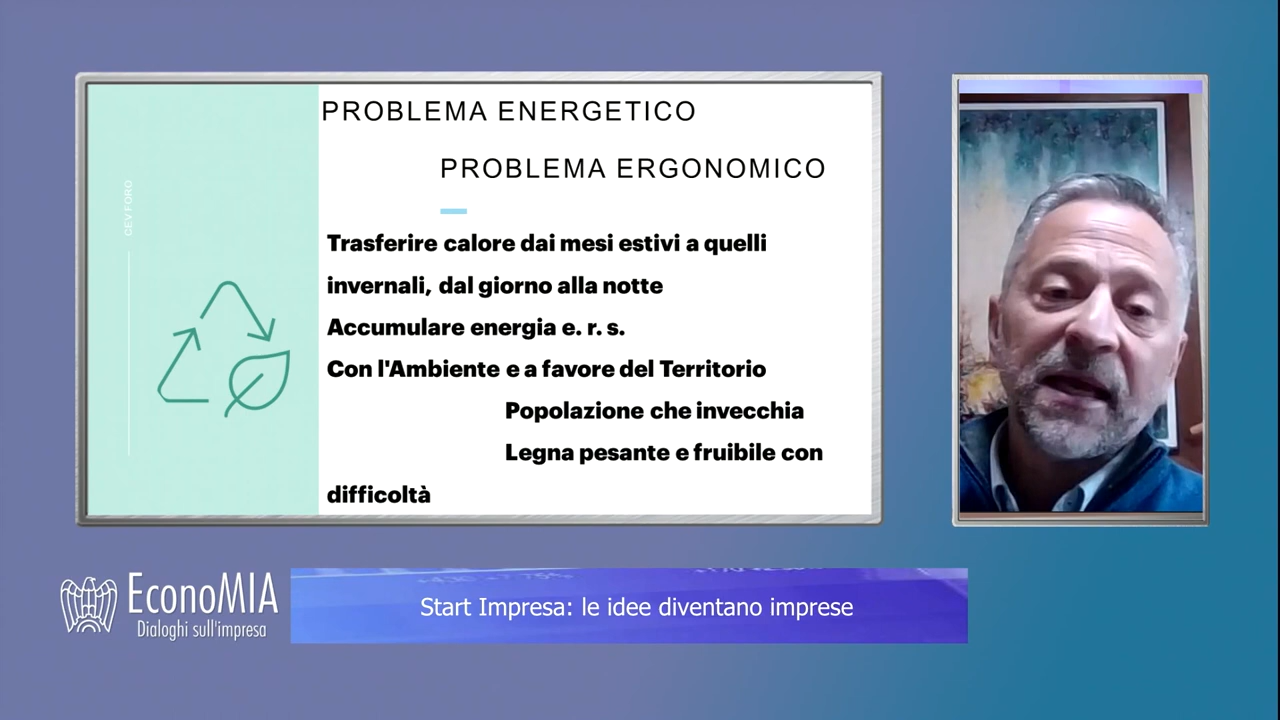 PROBLEMA ENERGETICO
PROBLEMA ERGONOMICO
CEV FORO
Trasferire calore dai mesi estivi a quelli
invernali, dal giorno alla notte
Accumulare energia e. r. s.
Con l'Ambiente e a favore del Territorio
Popolazione che invecchia
Legna pesante e fruibile con
difficoltà
EconoMIA
Dialoghi sull'impresa
Start Impresa: le idee diventano imprese